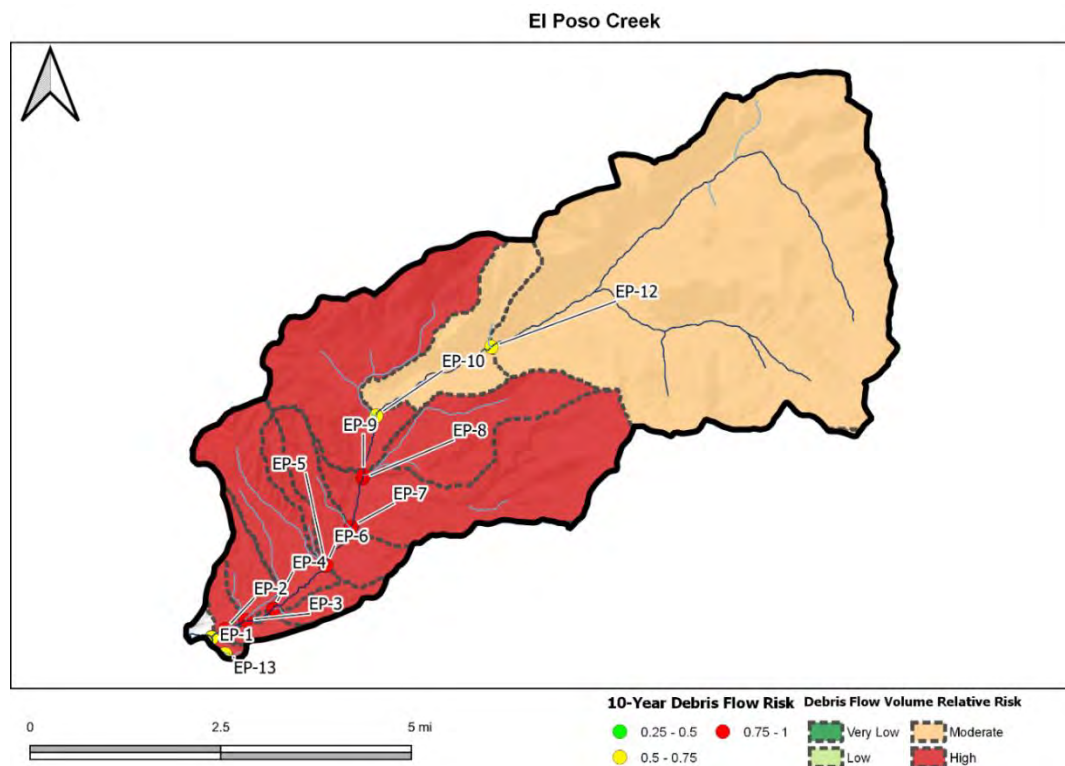 El Poso Creek
EP-12
EP-10
EP-9
EP-8
EP-5
EP-7
EP-6
EP-4
EP-2
EP-3
EP-1
EP-13
0 2.5 5 mi
10-Year Debris Flow Risk Debris Flow Volume Relative Risk
0.25 - 0.5 0.75 - 1 Very Low Moderate
0.5 - 0.75 Low High